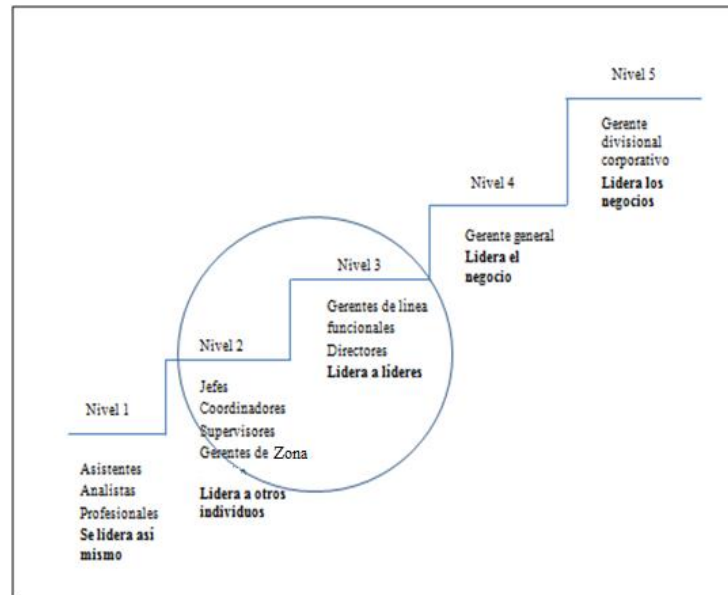 Nivel 1
Asistentes
Analistas
Profesionales
Se lidera así
mismo
Nivel 2
Jefes
Coordinadores
Supervisores
Gerentes de Zona
Lidera a otros
individuos
Nivel 3
Gerentes de linea
funcionales
Directores
Lidera a líderes
Nivel 4
Gerente general
Lidera el
negocio
Nivel 5
Gerente
divisional
corporativo
Lidera los
negocios